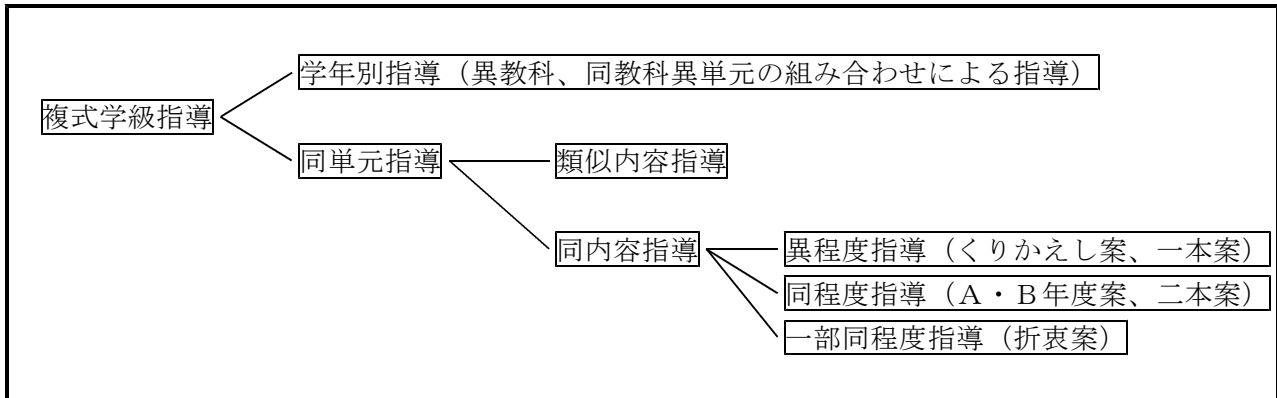 学年別指導（異教科、同教科異単元の組み合わせによる指導）
複式学級指導
同単元指導
類似内容指導
同内容指導
異程度指導（くりかえし案、一本案）
同程度指導（Ａ・Ｂ年度案、二本案）
一部同程度指導（折衷案）